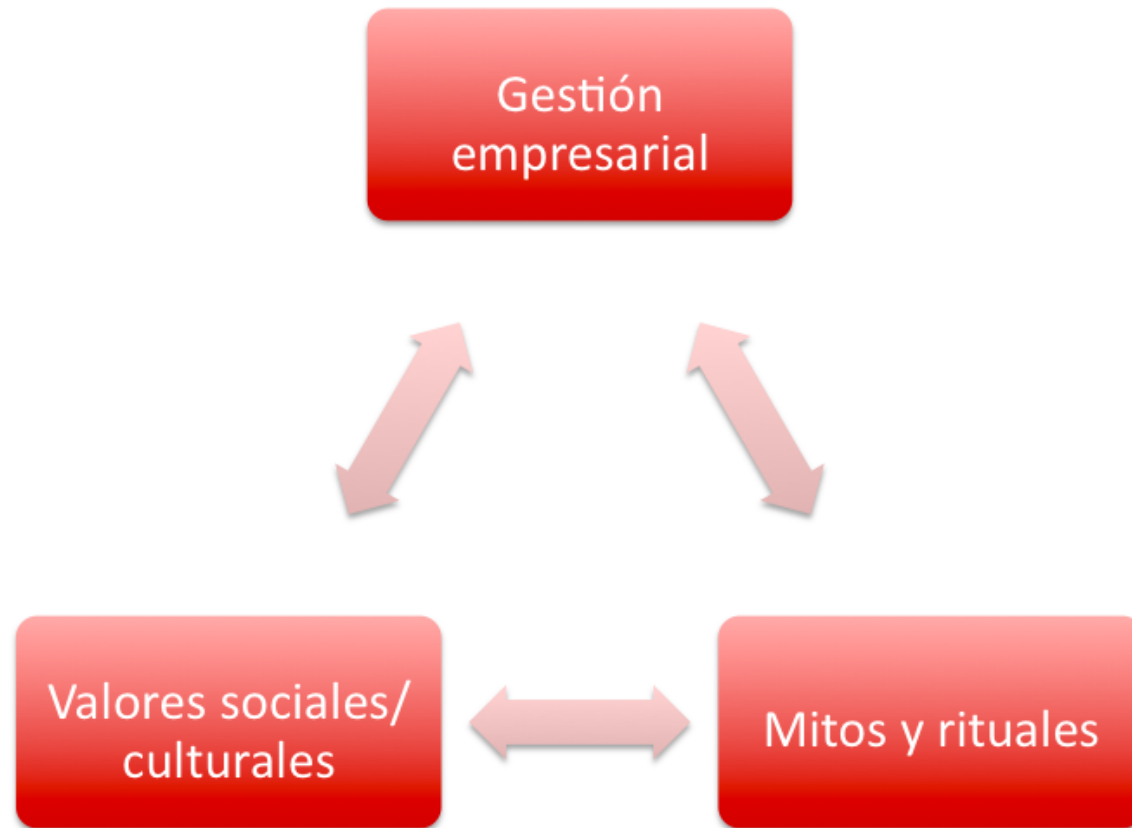 Gestión
empresarial
Valores sociales/
culturales
Mitos y rituales